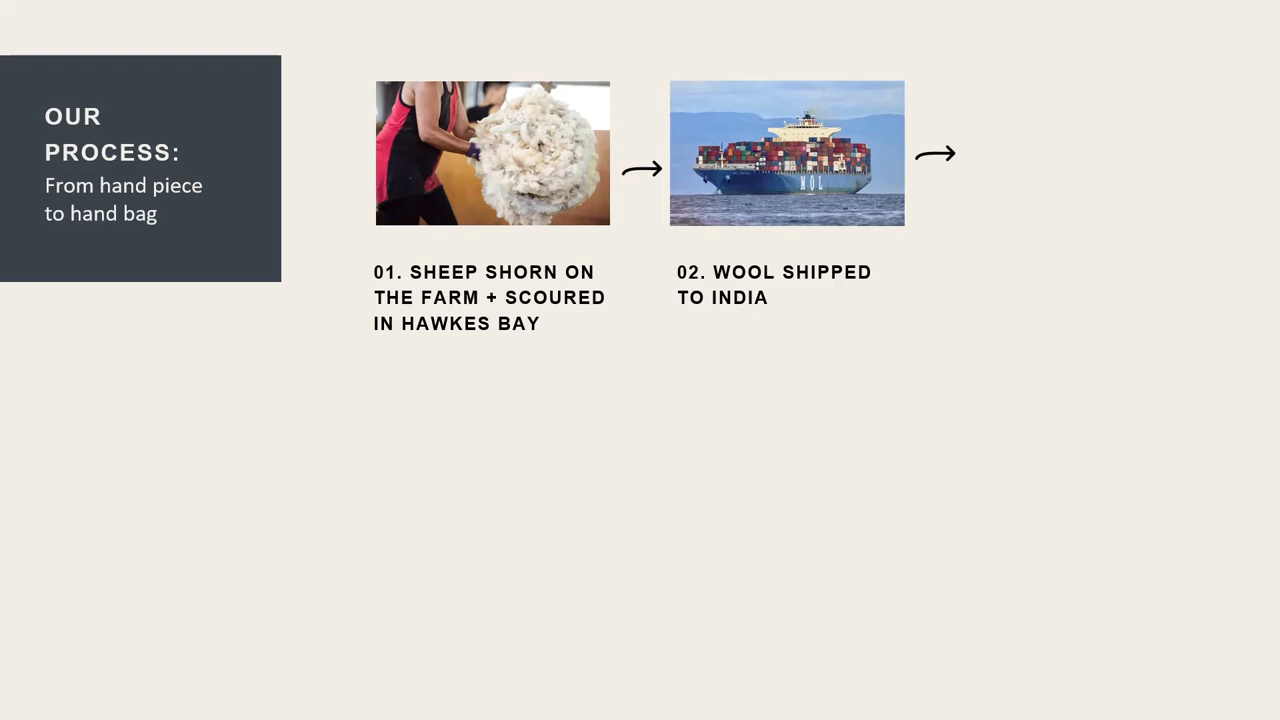 OUR
PROCESS:
From hand piece
to hand bag
MOL
01. SHEEP SHORN ON
THE FARM + SCOURED
IN HAWKES BAY
02. WOOL SHIPPED
TO INDIA